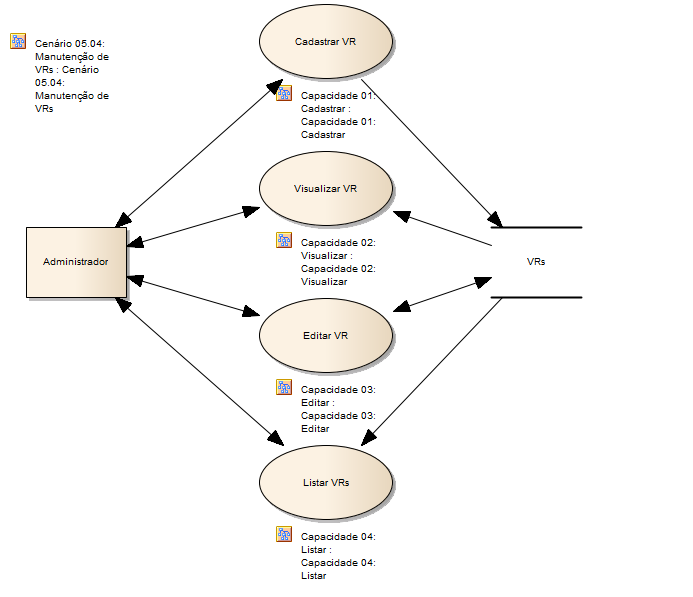 Cenário 05.04:
Manutenção de
VRs : Cenário
05.04:
Manutenção de
VRs
Cadastrar VR
Capacidade 01:
Cadastrar :
Capacidade 01:
Cadastrar
Visualizar VR
Capacidade 02:
Visualizar :
Capacidade 02:
Visualizar
Administrador
VRs
Editar VR
Capacidade 03:
Editar :
Capacidade 03:
Editar
Listar VRs
Capacidade 04:
Listar :
Capacidade 04:
Listar